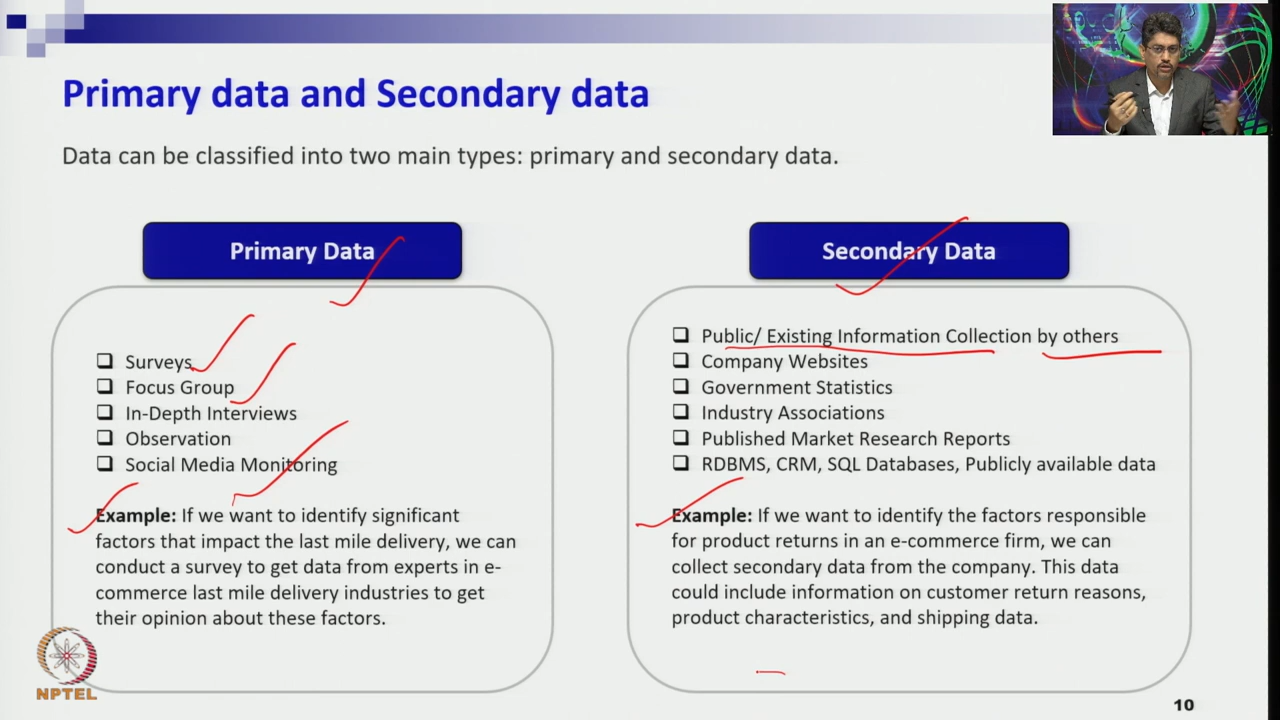 Primary data and Secondary data
Data can be classified into two main types: primary and secondary data.
Primary Data
❑ Surveys
❑ Focus Group
❑ In-Depth Interviews
❑ Observation
❑ Social Media Monitoring
Example: If we want to identify significant
factors that impact the last mile delivery, we can
conduct a survey to get data from experts in e-
commerce last mile delivery industries to get
their opinion about these factors.
Secondary Data
❑ Public/ Existing Information Collection by others
❑ Company Websites
❑ Government Statistics
❑ Industry Associations
❑ Published Market Research Reports
❑ RDBMS, CRM, SQL Databases, Publicly available data
Example: If we want to identify the factors responsible
for product returns in an e-commerce firm, we can
collect secondary data from the company. This data
could include information on customer return reasons,
product characteristics, and shipping data.
NPTEL
10